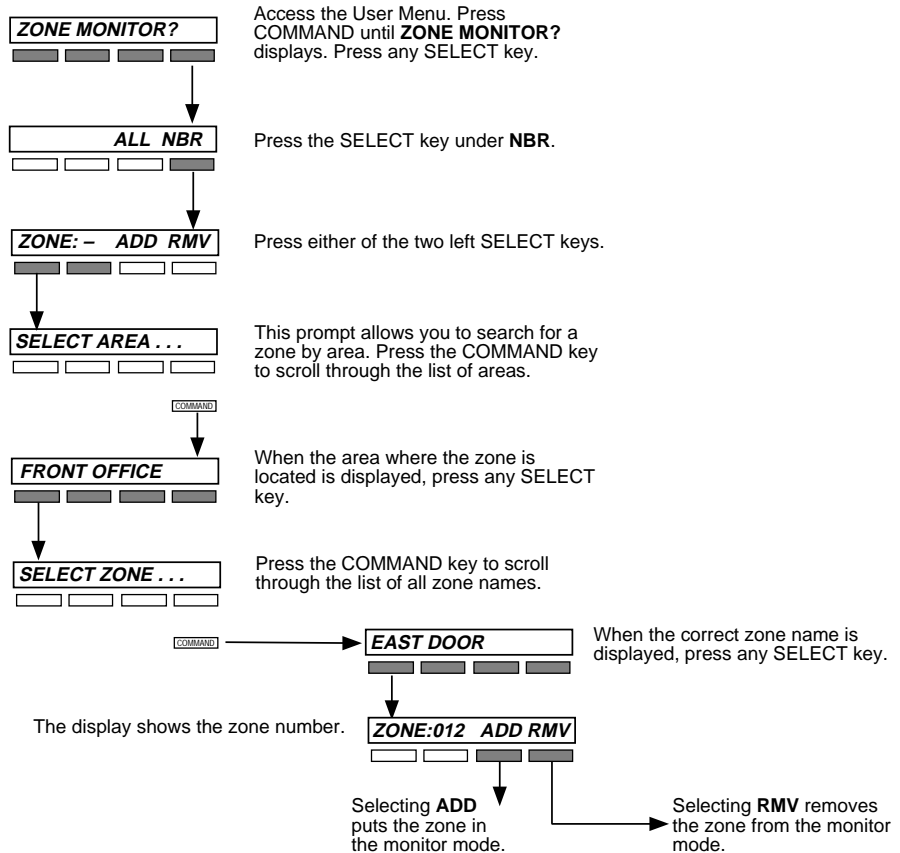 ZONE MONITOR?
Access the User Menu. Press
COMMAND until ZONE MONITOR?
displays. Press any SELECT key.
ALL NBR
Press the SELECT key under NBR.
ZONE: – ADD RMV
Press either of the two left SELECT keys.
SELECT AREA . . .
This prompt allows you to search for a
zone by area. Press the COMMAND key
to scroll through the list of areas.
COMMAND
FRONT OFFICE
When the area where the zone is
located is displayed, press any SELECT
key.
SELECT ZONE . . .
Press the COMMAND key to scroll
through the list of all zone names.
COMMAND
EAST DOOR
When the correct zone name is
displayed, press any SELECT key.
The display shows the zone number.
ZONE:012 ADD RMV
Selecting ADD
puts the zone in
the monitor mode.
Selecting RMV removes
the zone from the monitor
mode.